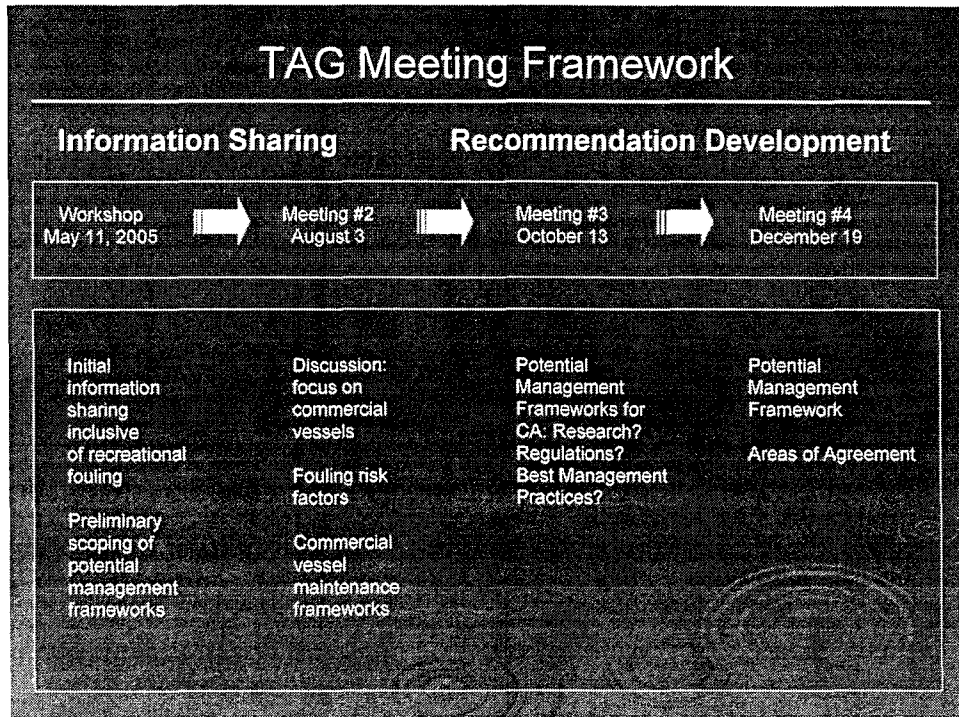 TAG Meeting Framework
Information Sharing
Recommendation Development
Workshop
May 11, 2005
Meeting #2
August 3
Meeting #3
October 13
Meeting #4
December 19
Initial
information
sharing
inclusive
of recreational
fouling
Preliminary
scoping of
potential
management
frameworks
Discussion:
focus on
commercial
vessels
Fouling risk
factors
Commercial
vessel
maintenance
frameworks
Potential
Management
Frameworks for
CA: Research?
Regulations?
Best Management
Practices?
Potential
Management
Framework
Areas of Agreement